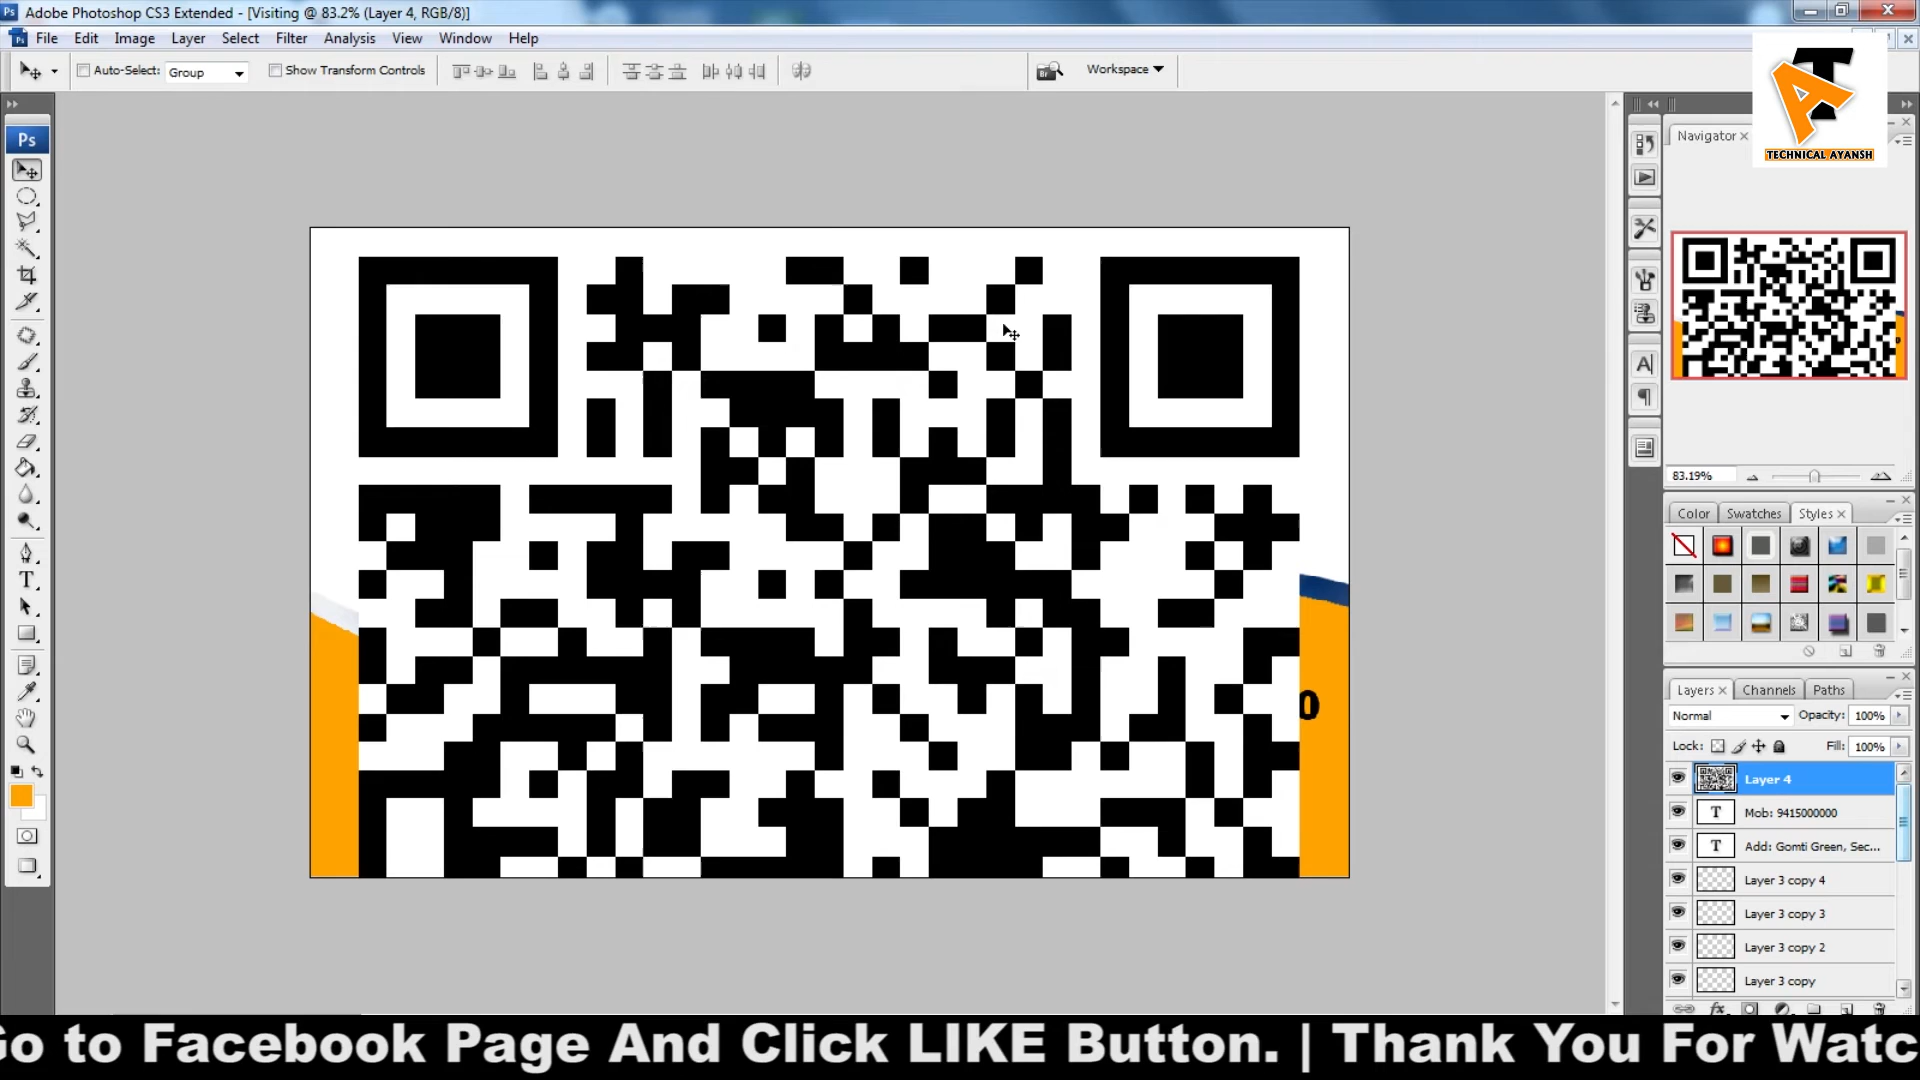 Adobe Photoshop CS3 Extended - [Visiting @ 83.2% (Layer 4, RGB/8)]
File Edit Image Layer Select Filter Analysis View Window Help
Auto-Select: Group Show Transform Controls Workspace
TECHNICAL AYANSH
Ps
Navigator
83.19%
Color Swatches Styles
0
Layers Channels Paths
Normal Opacity: 100%
Lock: Fill: 100%
Layer 4
Mob: 9415000000
Add: Gomti Green, Sec...
Layer 3 copy 4
Layer 3 copy 3
Layer 3 copy 2
Layer 3 copy
Go to Facebook Page And Click LIKE Button. | Thank You For Watc